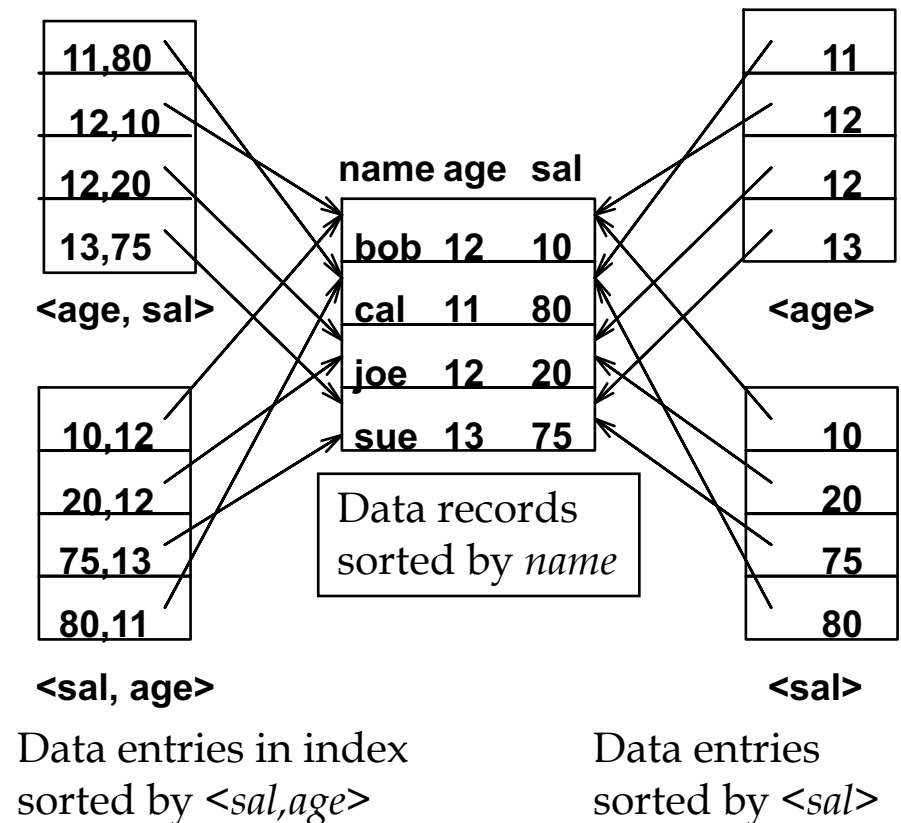 11,80
12,10
12,20
13,75
<age, sal>
10,12
20,12
75,13
80,11
<sal, age>
Data entries in index
sorted by <sal,age>
name age sal
bob 12 10
cal 11 80
joe 12 20
sue 13 75
Data records
sorted by name
11
12
12
13
<age>
10
20
75
80
<sal>
Data entries
sorted by <sal>